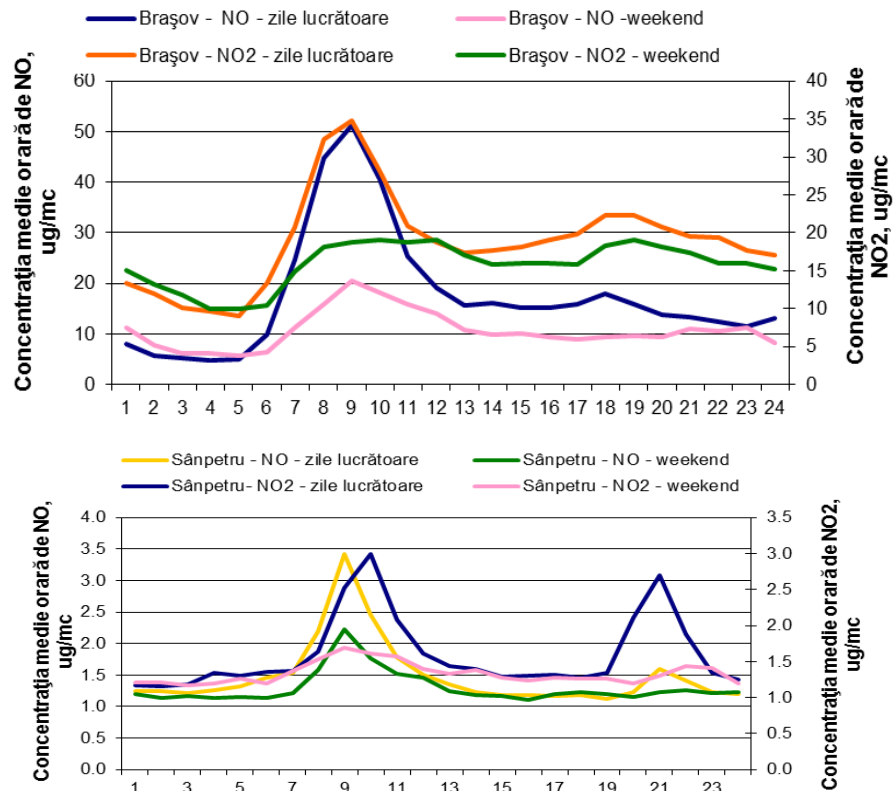 Braşov - NO - zile lucrătoare
Braşov - NO -weekend
Braşov - NO2 - zile lucrătoare
Braşov - NO2 - weekend
Concentraţia medie orară de NO,
ug/mc
60
50
40
30
20
10
0
40
35
30
25
20
15
10
5
0
Concentraţia medie orară de
NO2, ug/mc
1 2 3 4 5 6 7 8 9 10 11 12 13 14 15 16 17 18 19 20 21 22 23 24
Sânpetru - NO - zile lucrătoare
Sânpetru - NO - weekend
Sânpetru- NO2 - zile lucrătoare
Sânpetru - NO2 - weekend
Concentraţia medie orară de NO,
ug/mc
4.0
3.5
3.0
2.5
2.0
1.5
1.0
0.5
0.0
3.5
3.0
2.5
2.0
1.5
1.0
0.5
0.0
Concentraţia medie orară de NO2,
ug/mc
1 3 5 7 9 11 13 15 17 19 21 23